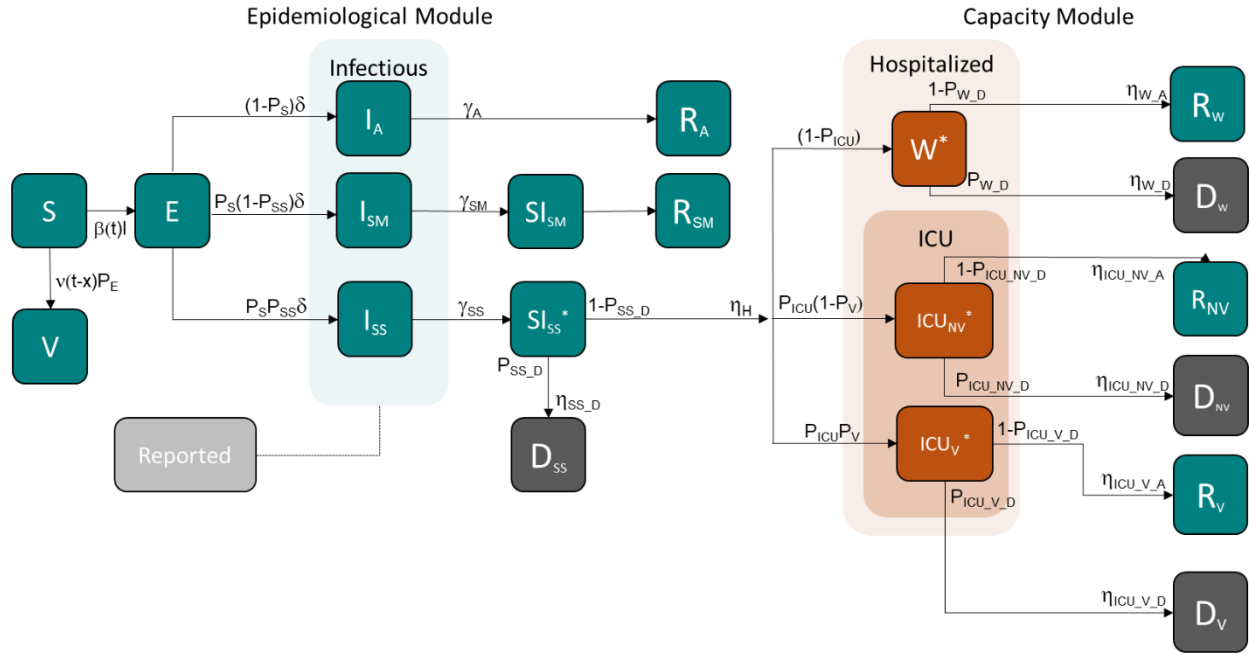 Epidemiological Module
Capacity Module
Infectious
Hospitalized
(1-P_S)δ
I_A
γ_A
R_A
1-P_W_D
η_W_A
R_W
(1-P_ICU)
W*
P_W_D
η_W_D
D_W
S
β(t)I
E
P_S(1-P_SS)δ
I_SM
γ_SM
SI_SM
R_SM
ν(t-x)P_E
V
ICU
1-P_ICU_NV_D
η_ICU_NV_A
R_NV
P_SP_SSδ
I_SS
γ_SS
SI_SS*
1-P_SS_D
η_H
P_ICU(1-P_V)
ICU_NV*
P_SS_D
η_SS_D
D_SS
P_ICU_NV_D
η_ICU_NV_D
D_NV
Reported
P_ICUP_V
ICU_V*
1-P_ICU_V_D
η_ICU_V_A
R_V
P_ICU_V_D
η_ICU_V_D
D_V